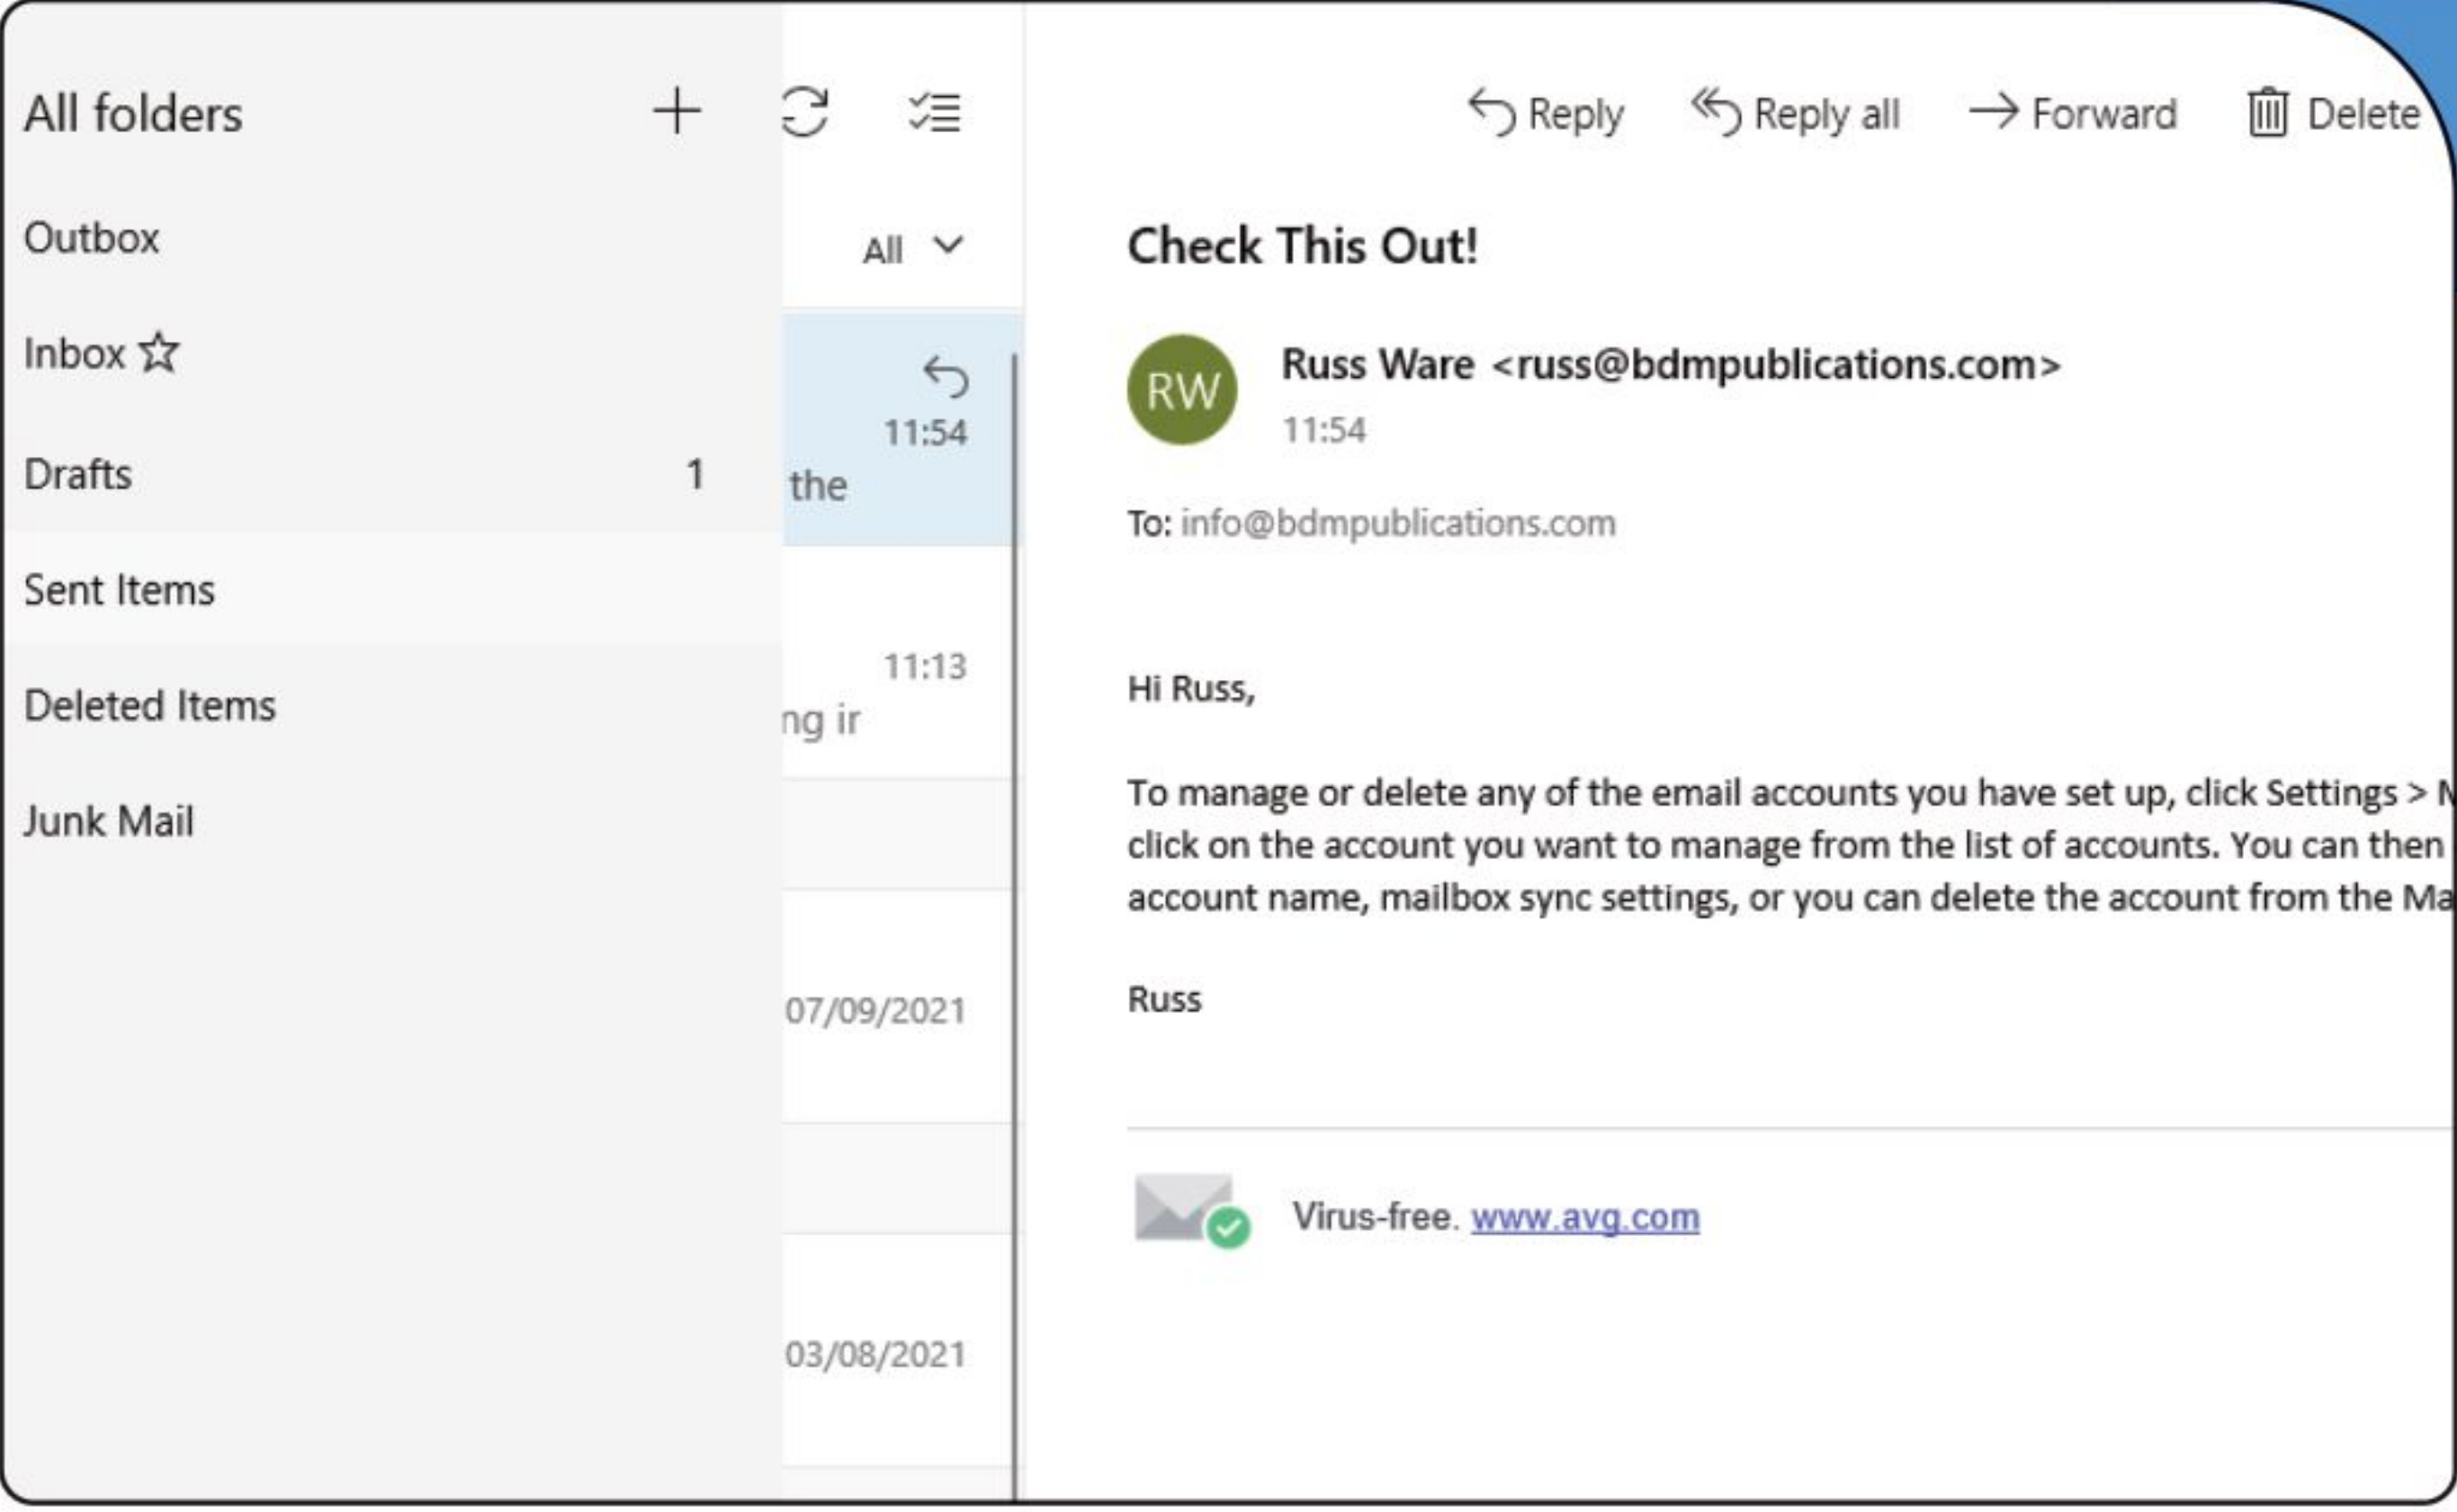 All folders
Outbox
Inbox
Drafts 1
Sent Items
Deleted Items
Junk Mail
All
11:54
the
11:13
07/09/2021
03/08/2021
Reply Reply all Forward Delete
Check This Out!
RW
Russ Ware <russ@bdmpublications.com>
11:54
To: info@bdmpublications.com
Hi Russ,
To manage or delete any of the email accounts you have set up, click Settings >
click on the account you want to manage from the list of accounts. You can then
account name, mailbox sync settings, or you can delete the account from the
Russ
Virus-free. www.avg.com